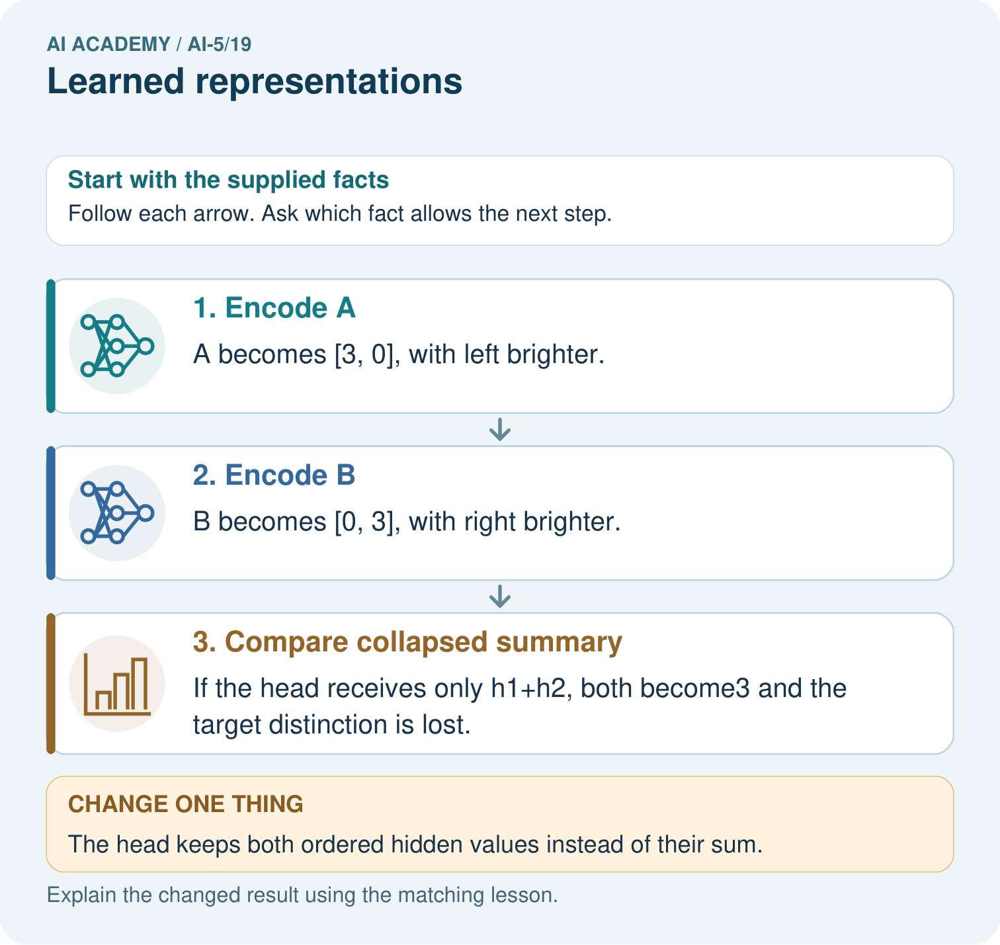 AI ACADEMY / AI-5/19
Learned representations
Start with the supplied facts
Follow each arrow. Ask which fact allows the next step.
1. Encode A
A becomes [3, 0], with left brighter.
2. Encode B
B becomes [0, 3], with right brighter.
3. Compare collapsed summary
If the head receives only h1+h2, both become3 and the
target distinction is lost.
CHANGE ONE THING
The head keeps both ordered hidden values instead of their sum.
Explain the changed result using the matching lesson.